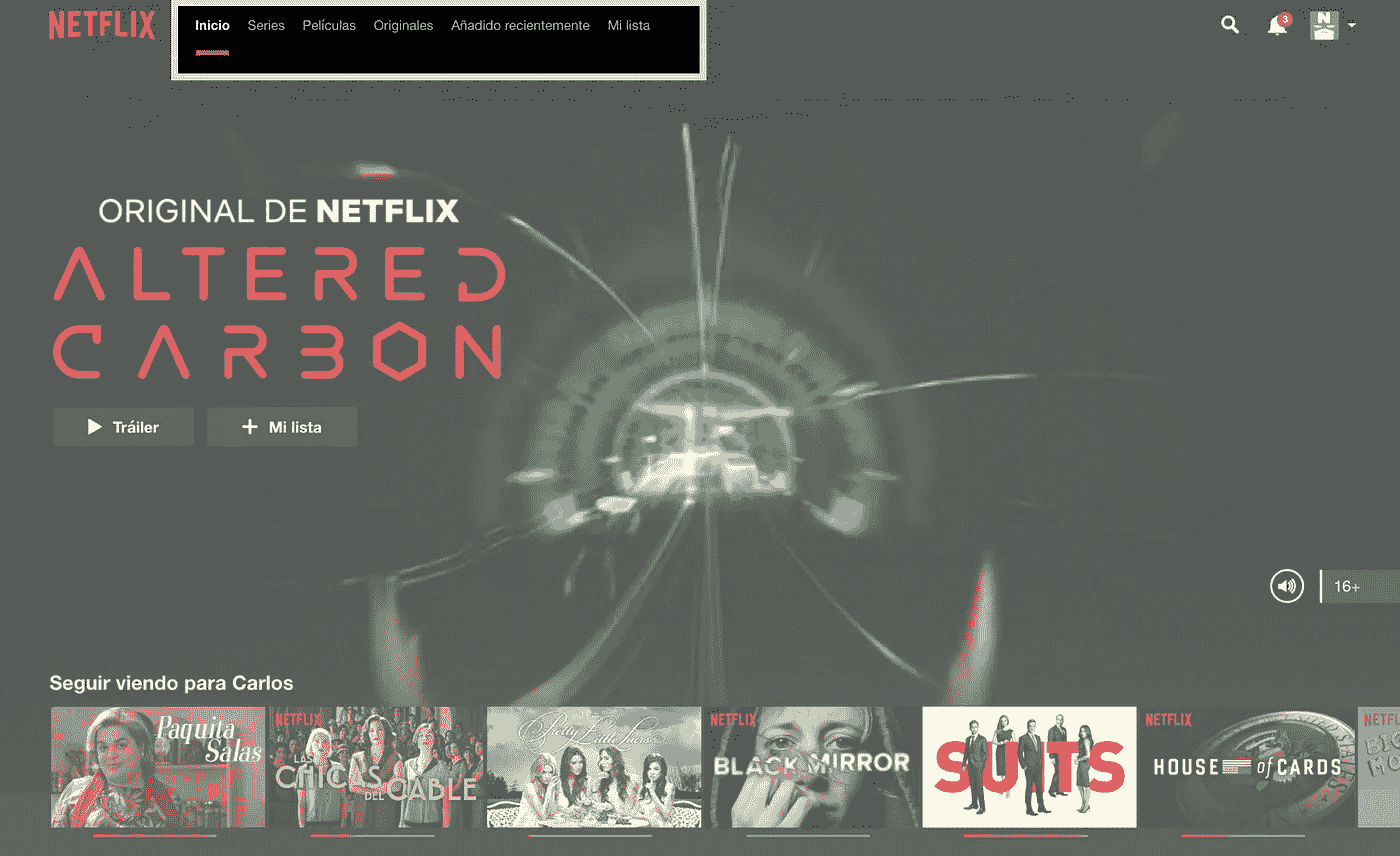 NETFLIX
Inicio Series Películas Originales Añadido recientemente Mi lista
3
N
ORIGINAL DE NETFLIX
ALTERED
CARBON
Tráiler Mi lista
16+
Seguir viendo para Carlos
Paquita
Salas
NETFLIX
LAS
CHICAS
DEL CABLE
Pretty Little Liars
NETFLIX
BLACK MIRROR
SUITS
NETFLIX
HOUSE of CARDS
NETFL
BIG
MO